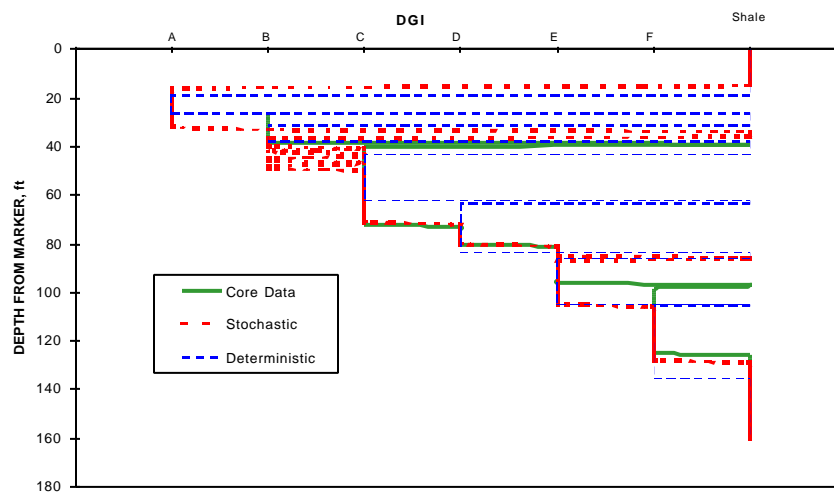 DGI
Shale
A B C D E F
0
20
40
60
80
100
120
140
160
180
DEPTH FROM MARKER, ft
Core Data
Stochastic
Deterministic